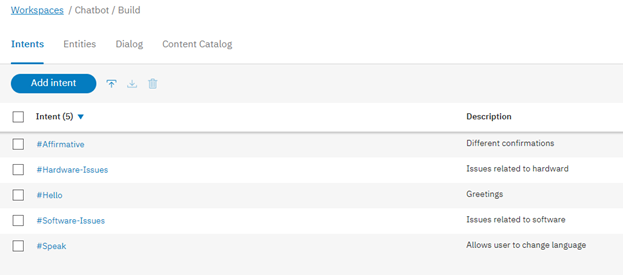 Workspaces / Chatbot / Build
Intents Entities Dialog Content Catalog
Add intent
Intent (5) Description
#Affirmative Different confirmations
#Hardware-Issues Issues related to hardward
#Hello Greetings
#Software-Issues Issues related to software
#Speak Allows user to change language